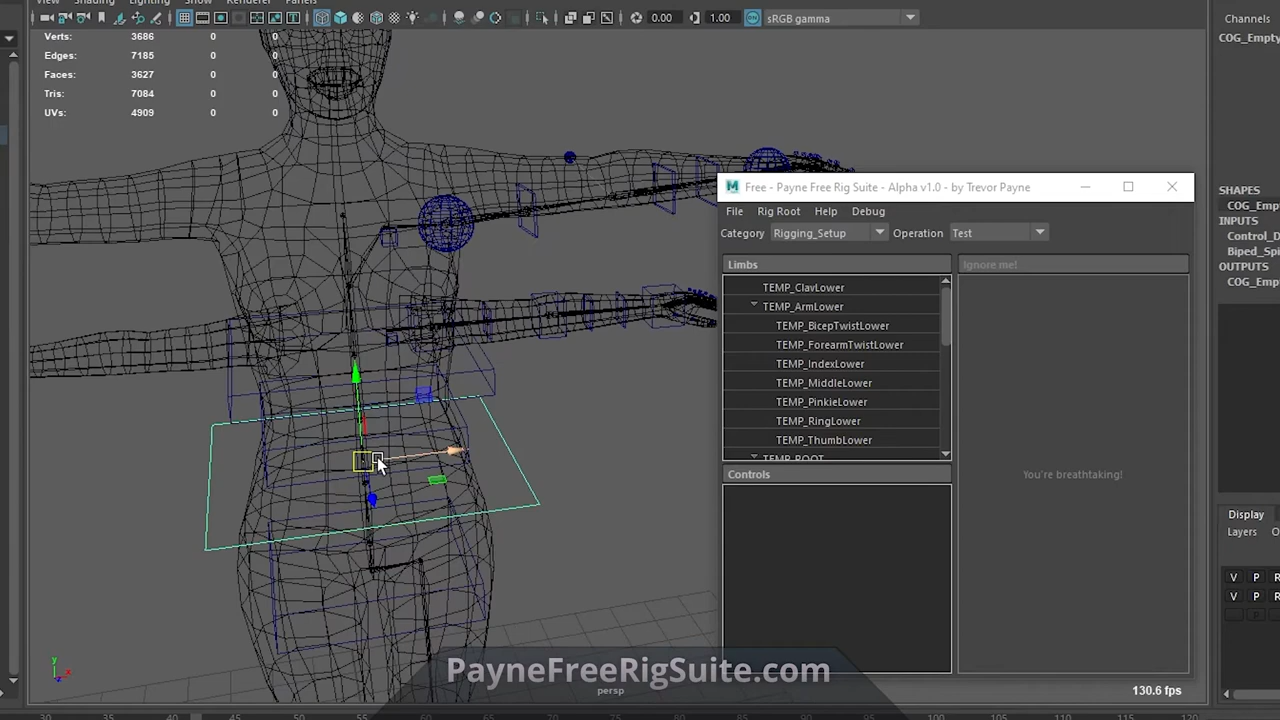 View Shading Lighting Show Renderer Panels
0.00 1.00 sRGB gamma
Verts: 3686 0 0
Edges: 7185 0 0
Faces: 3627 0 0
Tris: 7084 0 0
UVs: 4909 0 0
Free - Payne Free Rig Suite - Alpha v1.0 - by Trevor Payne
File Rig Root Help Debug
Category Rigging_Setup Operation Test
Limbs
TEMP_ClavLower
TEMP_ArmLower
TEMP_BicepTwistLower
TEMP_ForearmTwistLower
TEMP_IndexLower
TEMP_MiddleLower
TEMP_PinkieLower
TEMP_RingLower
TEMP_ThumbLower
TEMP_ROOT
Controls
Ignore me!
You're breathtaking!
Channels
COG_Empty
SHAPES
COG_Empty
INPUTS
Control_D
Biped_Spi
OUTPUTS
COG_Empt
Display
Layers O
V P R
V P R
y
x
z
PayneFreeRigSuite.com
persp
130.6 fps
35 40 45 50 55 60 65 70 75 80 85 90 95 100 105 110 115 120